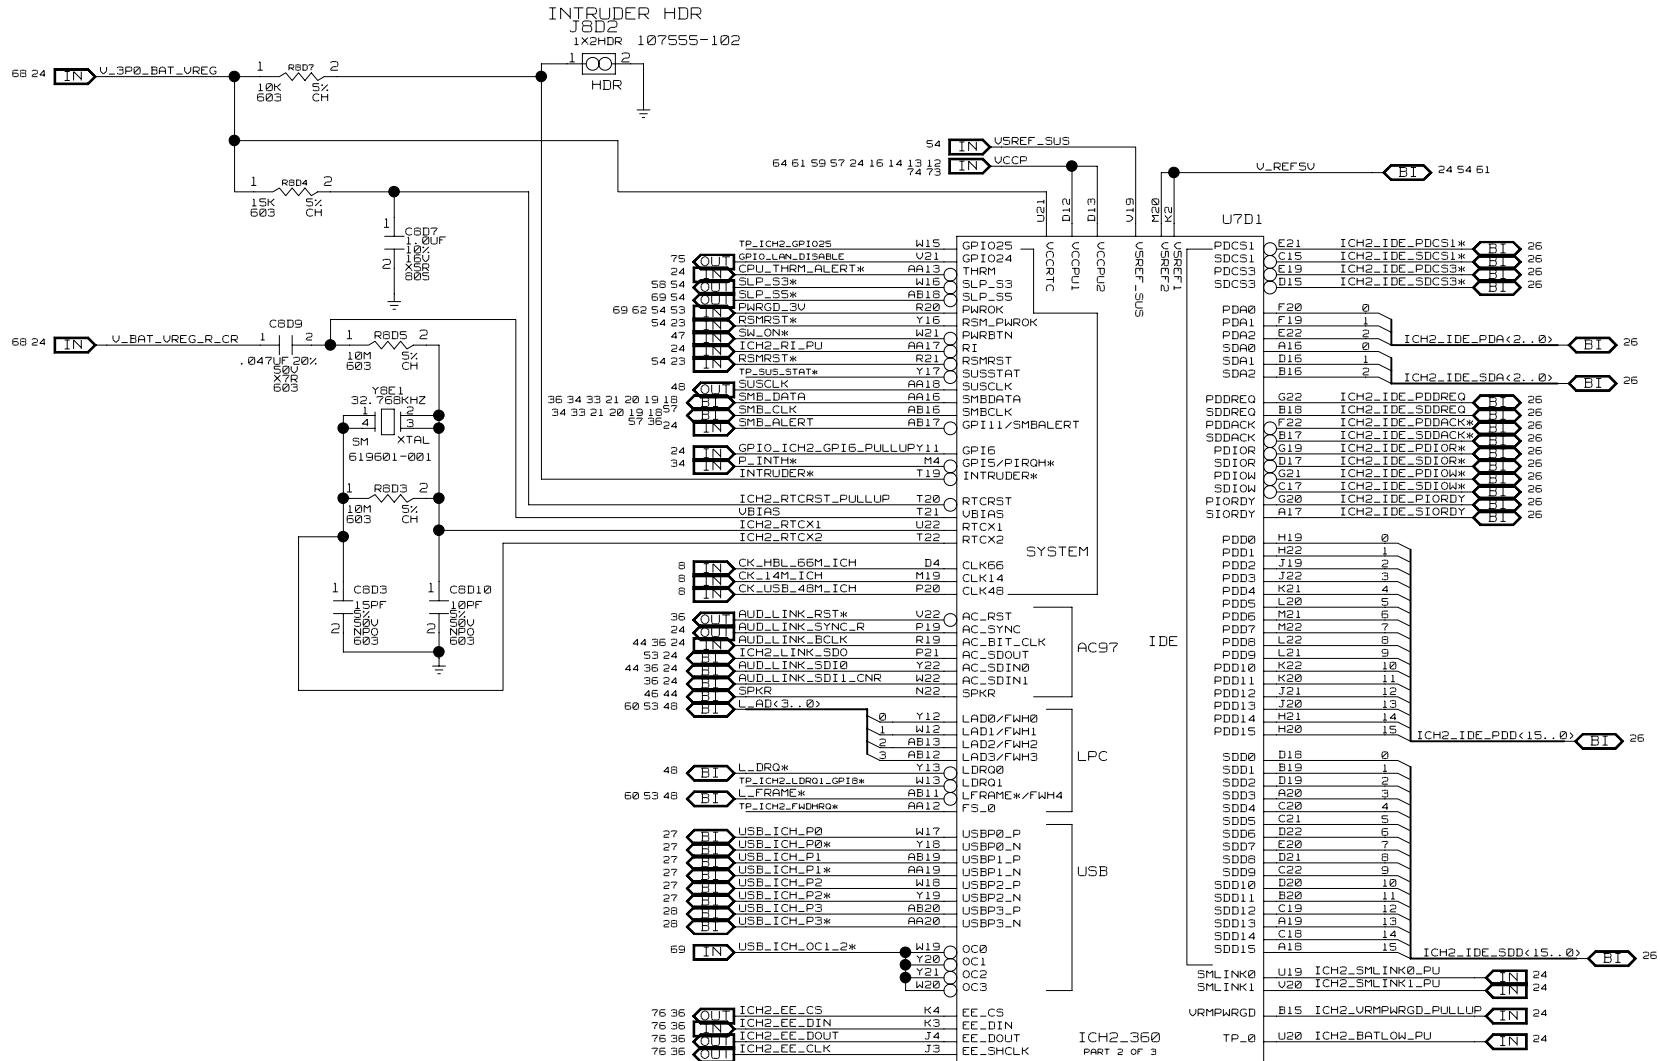 INTRUDER HDR
J8D2
1X2HDR 107555-102
1 2
HDR
68 24 IN V_3P0_BAT_VREG
1 R8D7 2
10K 5%
603 CH
1 R8D4 2
15K 5%
603 CH
1
C8D7
1.0UF
10%
16V
X5R
805
2
68 24 IN V_BAT_VREG_R_CR
C8D9
1 2
.047UF 20%
50V
X7R
603
1 R8D5 2
10M 5%
603 CH
Y8E1
32.768KHZ
1 2
4 3
SM XTAL
619601-001
1 R8D3 2
10M 5%
603 CH
1 C8D3
15PF
5%
50V
NPO
603
2
1 C8D10
10PF
5%
50V
NPO
603
2
54 IN V5REF_SUS
64 61 59 57 24 16 14 13 12
74 73
IN VCCP
V_REF5V BI 24 54 61
U21 D12 D13 V19 M20 K2
VCCRTC VCCPU1 VCCPU2 V5REF_SUS V5REF2 V5REF1
U7D1
TP_ICH2_GPIO25 W15 GPIO25
75 OUT GPIO_LAN_DISABLE V21 GPIO24
24 IN CPU_THRM_ALERT* AA13 THRM
58 54 OUT SLP_S3* W16 SLP_S3
69 54 OUT SLP_S5* AB18 SLP_S5
69 62 54 53 IN PWRGD_3V R20 PWROK
54 23 IN RSMRST* Y16 RSM_PWROK
47 IN SW_ON* W21 PWRBTN
24 IN ICH2_RI_PU AA17 RI
54 23 IN RSMRST* R21 RSMRST
TP_SUS_STAT* Y17 SUSSTAT
48 OUT SUSCLK AA18 SUSCLK
36 34 33 21 20 19 18 BI SMB_DATA AA16 SMBDATA
34 33 21 20 19 18 57 BI SMB_CLK AB16 SMBCLK
57 36 24 IN SMB_ALERT AB17 GPI11/SMBALERT
24 IN GPIO_ICH2_GPI6_PULLUP Y11 GPI6
34 IN P_INTH* M4 GPI5/PIRQH*
INTRUDER* T19 INTRUDER*
ICH2_RTCRST_PULLUP T20 RTCRST
VBIAS T21 VBIAS
ICH2_RTCX1 U22 RTCX1
ICH2_RTCX2 T22 RTCX2
SYSTEM
8 IN CK_HBL_66M_ICH D4 CLK66
8 IN CK_14M_ICH M19 CLK14
8 IN CK_USB_48M_ICH P20 CLK48
36 OUT AUD_LINK_RST* V22 AC_RST
24 OUT AUD_LINK_SYNC_R P19 AC_SYNC
44 36 24 IN AUD_LINK_BCLK R19 AC_BIT_CLK
53 24 BI ICH2_LINK_SDO P21 AC_SDOUT
44 36 24 BI AUD_LINK_SDI0 Y22 AC_SDIN0
36 24 BI AUD_LINK_SDI1_CNR W22 AC_SDIN1
46 44 BI SPKR N22 SPKR
AC97
60 53 48 BI L_AD<3..0>
0 Y12 LAD0/FWH0
1 W12 LAD1/FWH1
2 AB13 LAD2/FWH2
3 AB12 LAD3/FWH3
LPC
48 BI L_DRQ* Y13 LDRQ0
TP_ICH2_LDRQ1_GPI8* W13 LDRQ1
60 53 48 BI L_FRAME* AB11 LFRAME*/FWH4
TP_ICH2_FWDHRQ* AA12 FS_0
27 BI USB_ICH_P0 W17 USBP0_P
27 BI USB_ICH_P0* Y18 USBP0_N
27 BI USB_ICH_P1 AB19 USBP1_P
27 BI USB_ICH_P1* AA19 USBP1_N
27 BI USB_ICH_P2 W18 USBP2_P
27 BI USB_ICH_P2* Y19 USBP2_N
28 BI USB_ICH_P3 AB20 USBP3_P
28 BI USB_ICH_P3* AA20 USBP3_N
USB
69 IN USB_ICH_OC1_2* W19 OC0
Y20 OC1
Y21 OC2
W20 OC3
76 36 OUT ICH2_EE_CS K4 EE_CS
76 36 IN ICH2_EE_DIN K3 EE_DIN
76 36 OUT ICH2_EE_DOUT J4 EE_DOUT
76 36 OUT ICH2_EE_CLK J3 EE_SHCLK
ICH2_360
PART 2 OF 3
IDE
PDCS1 E21 ICH2_IDE_PDCS1* BI 26
SDCS1 C15 ICH2_IDE_SDCS1* BI 26
PDCS3 E19 ICH2_IDE_PDCS3* BI 26
SDCS3 D15 ICH2_IDE_SDCS3* BI 26
PDA0 F20 0
PDA1 F19 1
PDA2 E22 2
ICH2_IDE_PDA<2..0> BI 26
SDA0 A16 0
SDA1 D16 1
SDA2 B16 2
ICH2_IDE_SDA<2..0> BI 26
PDDREQ G22 ICH2_IDE_PDDREQ BI 26
SDDREQ B18 ICH2_IDE_SDDREQ BI 26
PDDACK F22 ICH2_IDE_PDDACK* BI 26
SDDACK B17 ICH2_IDE_SDDACK* BI 26
PDIOR G19 ICH2_IDE_PDIOR* BI 26
SDIOR D17 ICH2_IDE_SDIOR* BI 26
PDIOW G21 ICH2_IDE_PDIOW* BI 26
SDIOW C17 ICH2_IDE_SDIOW* BI 26
PIORDY G20 ICH2_IDE_PIORDY BI 26
SIORDY A17 ICH2_IDE_SIORDY BI 26
PDD0 H19 0
PDD1 H22 1
PDD2 J19 2
PDD3 J22 3
PDD4 K21 4
PDD5 L20 5
PDD6 M21 6
PDD7 M22 7
PDD8 L22 8
PDD9 L21 9
PDD10 K22 10
PDD11 K20 11
PDD12 J21 12
PDD13 J20 13
PDD14 H21 14
PDD15 H20 15
ICH2_IDE_PDD<15..0> BI 26
SDD0 D18 0
SDD1 B19 1
SDD2 D19 2
SDD3 A20 3
SDD4 C20 4
SDD5 C21 5
SDD6 D22 6
SDD7 E20 7
SDD8 D21 8
SDD9 C22 9
SDD10 D20 10
SDD11 B20 11
SDD12 C19 12
SDD13 A19 13
SDD14 C18 14
SDD15 A18 15
ICH2_IDE_SDD<15..0> BI 26
SMLINK0 U19 ICH2_SMLINK0_PU IN 24
SMLINK1 V20 ICH2_SMLINK1_PU IN 24
VRMPWRGD B15 ICH2_VRMPWRGD_PULLUP IN 24
TP_0 U20 ICH2_BATLOW_PU IN 24